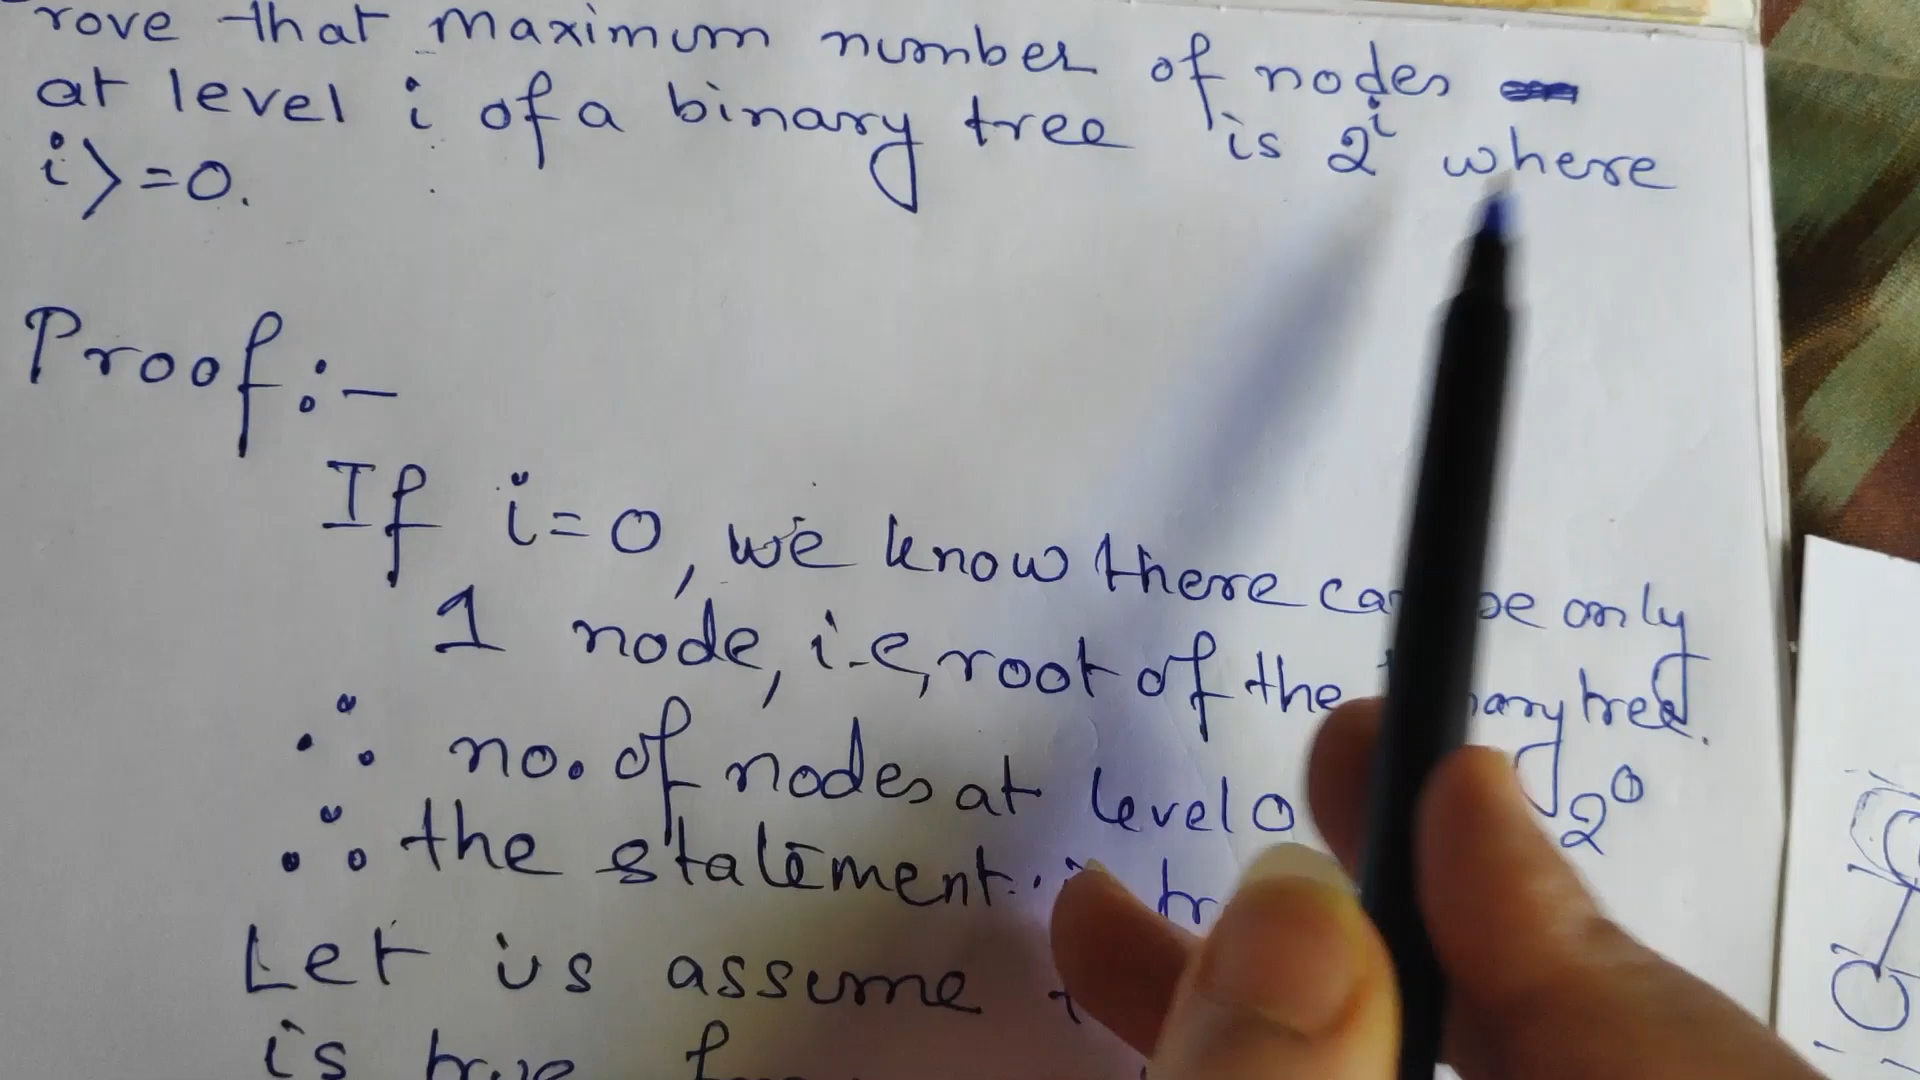 rove that maximum number of nodes
at level i of a binary tree is 2^i where
i>=0.
Proof:-
If i=0, we know there be only
1 node, i.e, root of the tree.
∴ no. of nodes at level 0 2^0
∴ the statement
Let us assume
is true